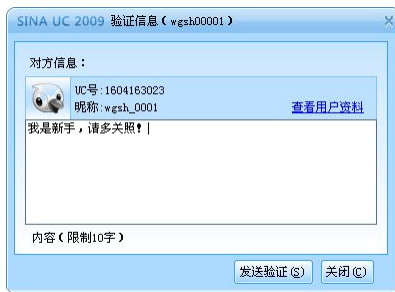 SINA UC 2009 验证信息(wgsh00001)
对方信息：
UC号:1604163023
昵称:wgsh_0001
查看用户资料
我是新手，请多关照！
内容(限制10字)
发送验证(S)
关闭(C)